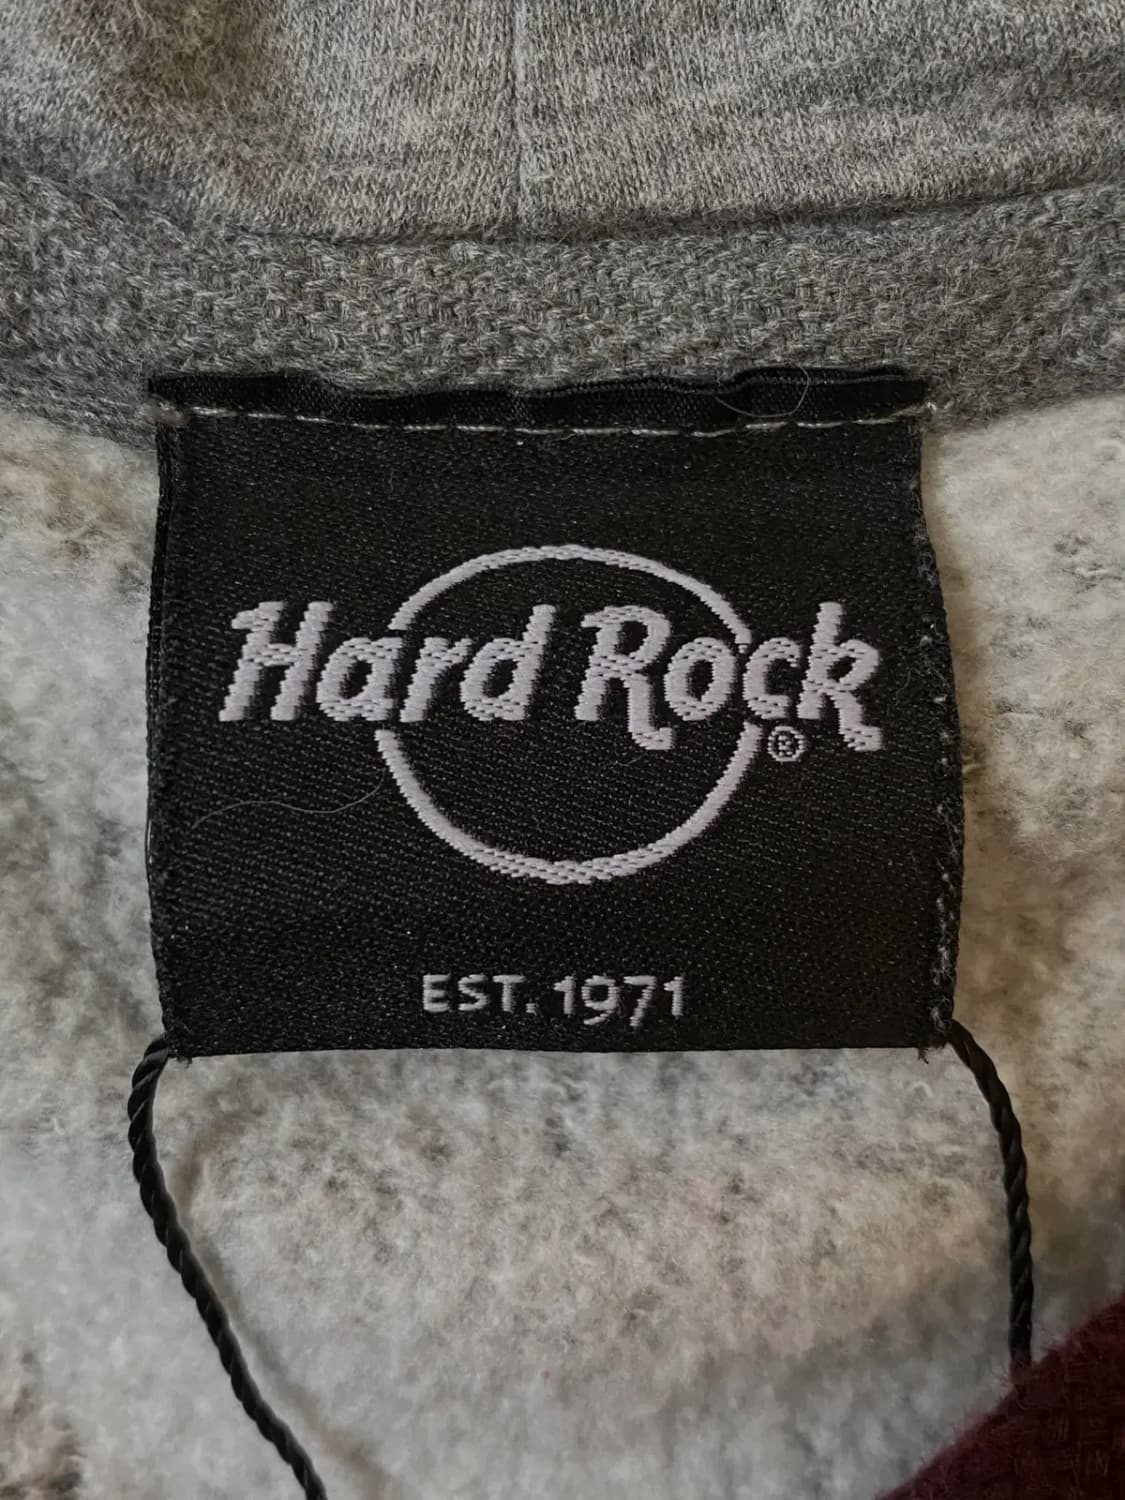 Hard Rock
®
EST. 1971